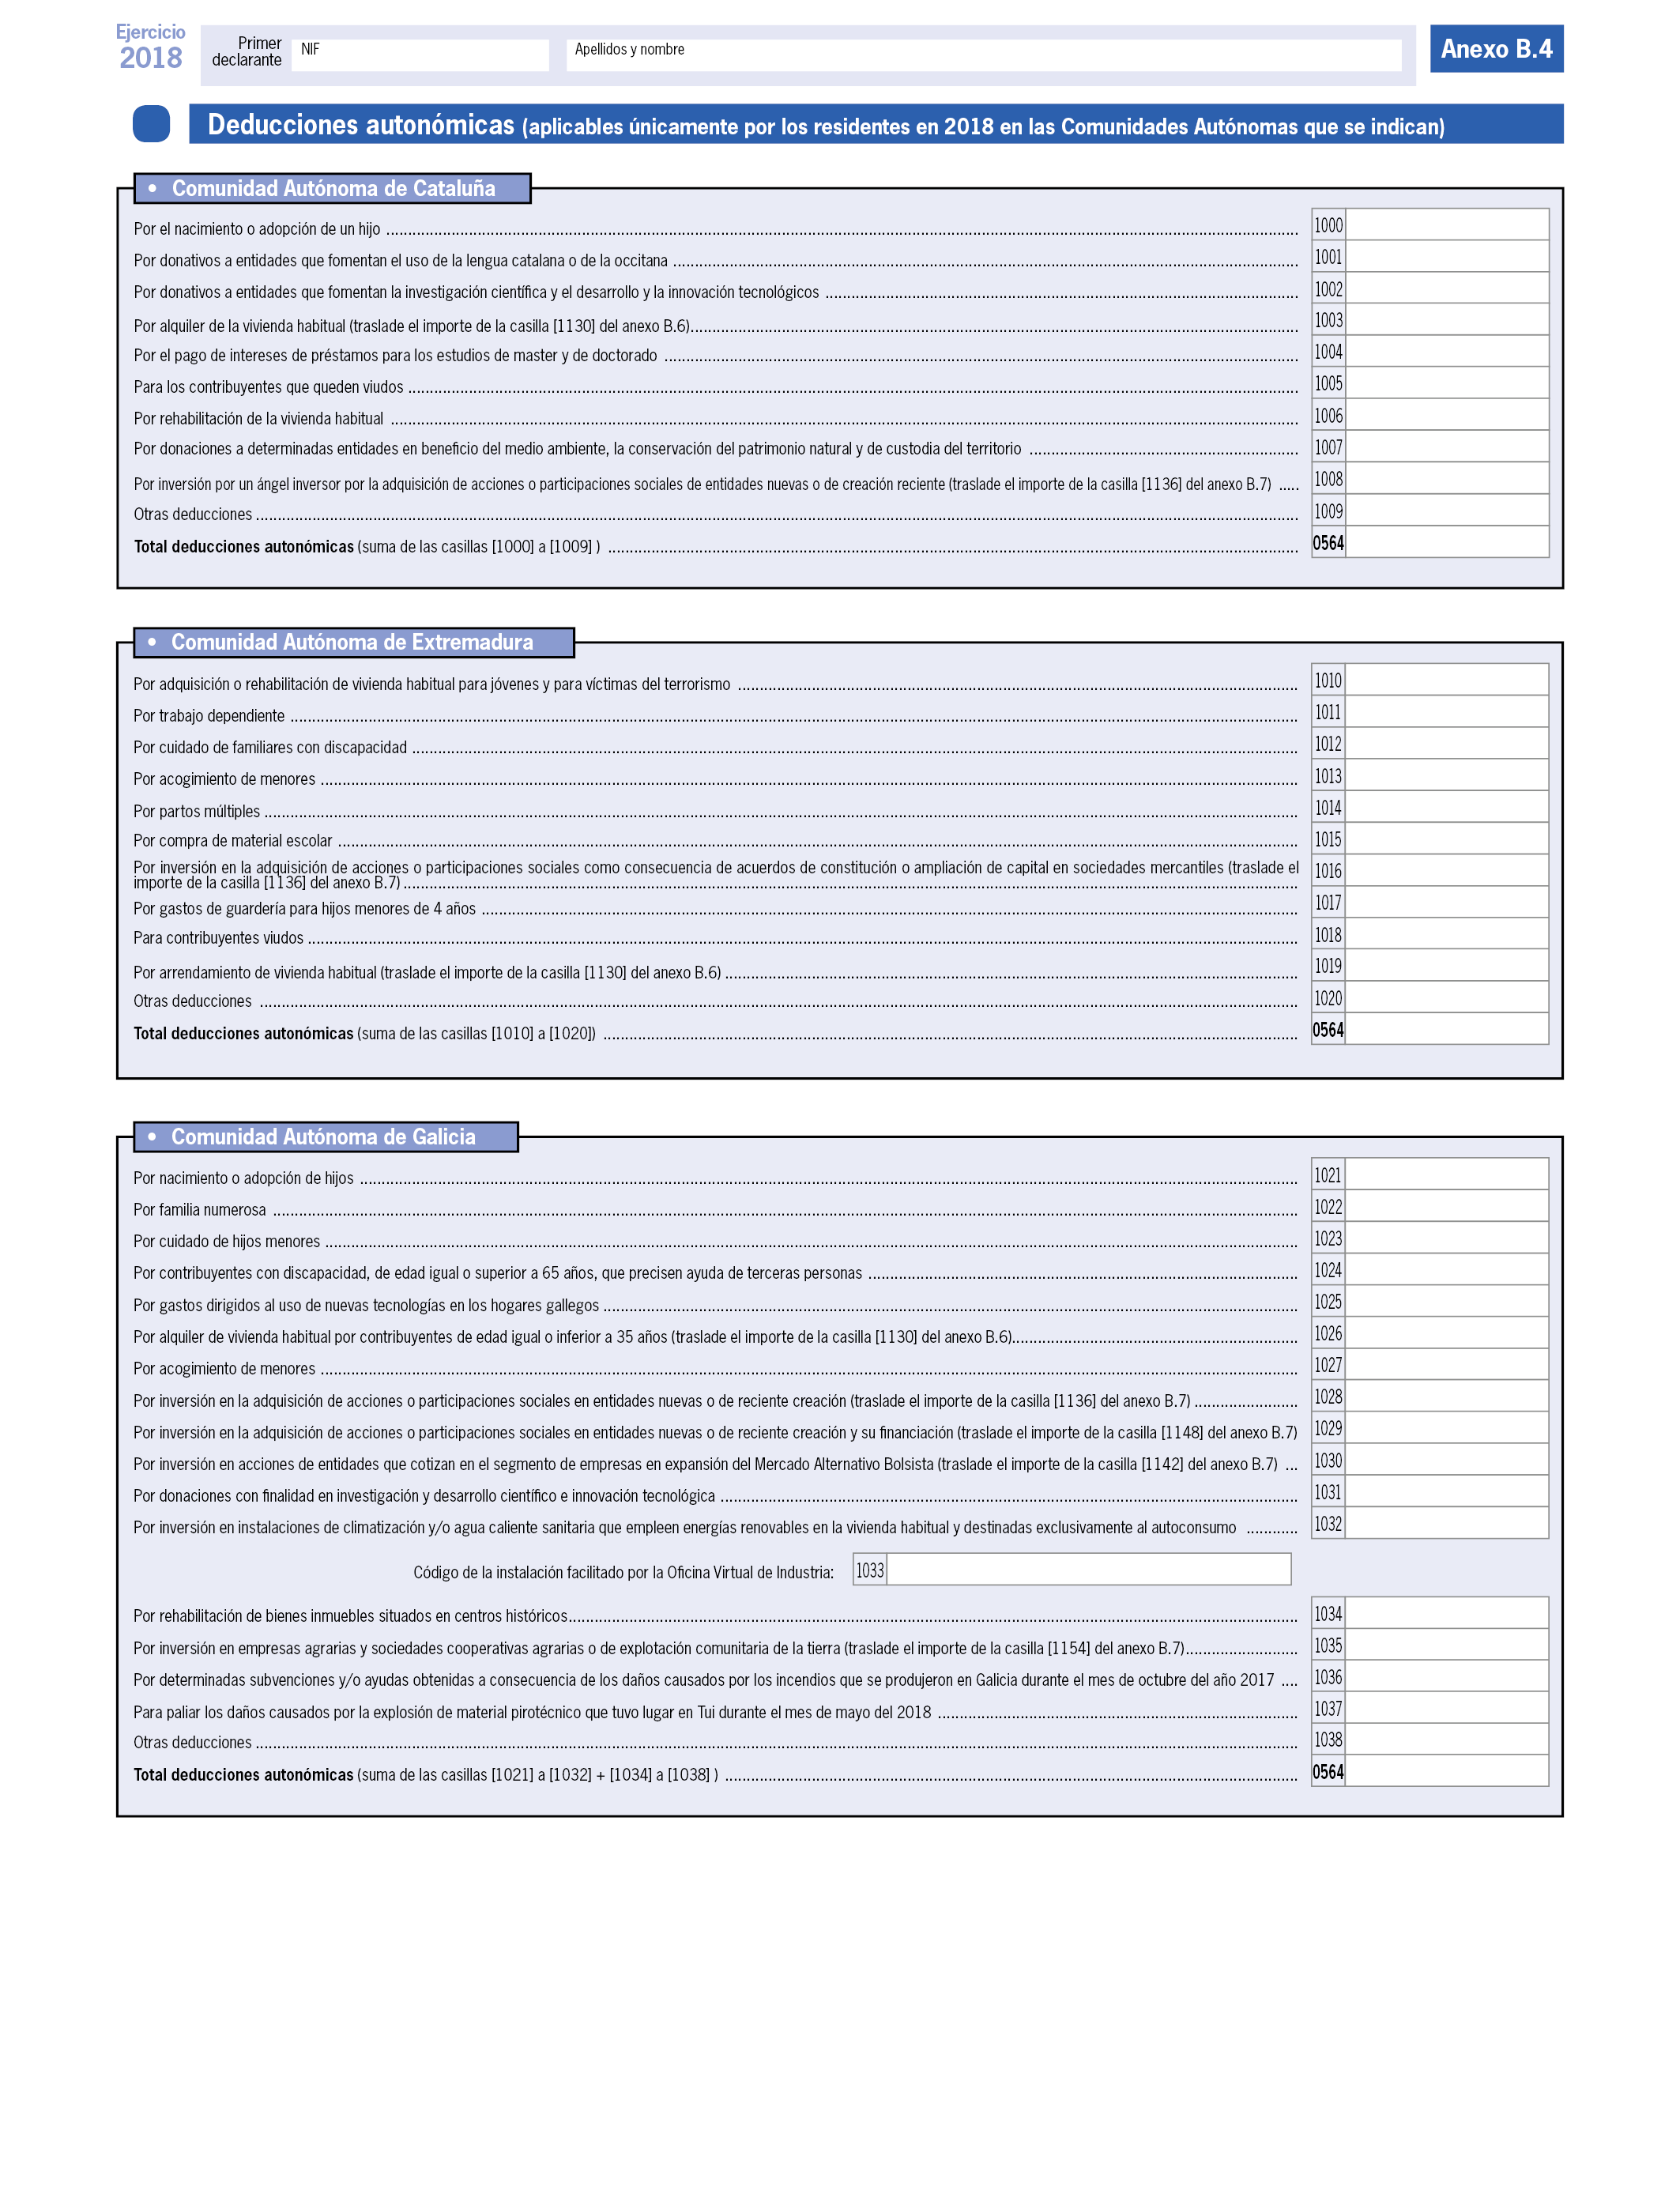 Ejercicio
2018
Primer
declarante
NIF
Apellidos y nombre
Anexo B.4
Deducciones autonómicas (aplicables únicamente por los residentes en 2018 en las Comunidades Autónomas que se indican)
• Comunidad Autónoma de Cataluña
Por el nacimiento o adopción de un hijo 1000
Por donativos a entidades que fomentan el uso de la lengua catalana o de la occitana 1001
Por donativos a entidades que fomentan la investigación científica y el desarrollo y la innovación tecnológicos 1002
Por alquiler de la vivienda habitual (traslade el importe de la casilla [1130] del anexo B.6) 1003
Por el pago de intereses de préstamos para los estudios de master y de doctorado 1004
Para los contribuyentes que queden viudos 1005
Por rehabilitación de la vivienda habitual 1006
Por donaciones a determinadas entidades en beneficio del medio ambiente, la conservación del patrimonio natural y de custodia del territorio 1007
Por inversión por un ángel inversor por la adquisición de acciones o participaciones sociales de entidades nuevas o de creación reciente (traslade el importe de la casilla [1136] del anexo B.7) 1008
Otras deducciones 1009
Total deducciones autonómicas (suma de las casillas [1000] a [1009] ) 0564
• Comunidad Autónoma de Extremadura
Por adquisición o rehabilitación de vivienda habitual para jóvenes y para víctimas del terrorismo 1010
Por trabajo dependiente 1011
Por cuidado de familiares con discapacidad 1012
Por acogimiento de menores 1013
Por partos múltiples 1014
Por compra de material escolar 1015
Por inversión en la adquisición de acciones o participaciones sociales como consecuencia de acuerdos de constitución o ampliación de capital en sociedades mercantiles (traslade el
importe de la casilla [1136] del anexo B.7) 1016
Por gastos de guardería para hijos menores de 4 años 1017
Para contribuyentes viudos 1018
Por arrendamiento de vivienda habitual (traslade el importe de la casilla [1130] del anexo B.6) 1019
Otras deducciones 1020
Total deducciones autonómicas (suma de las casillas [1010] a [1020]) 0564
• Comunidad Autónoma de Galicia
Por nacimiento o adopción de hijos 1021
Por familia numerosa 1022
Por cuidado de hijos menores 1023
Por contribuyentes con discapacidad, de edad igual o superior a 65 años, que precisen ayuda de terceras personas 1024
Por gastos dirigidos al uso de nuevas tecnologías en los hogares gallegos 1025
Por alquiler de vivienda habitual por contribuyentes de edad igual o inferior a 35 años (traslade el importe de la casilla [1130] del anexo B.6) 1026
Por acogimiento de menores 1027
Por inversión en la adquisición de acciones o participaciones sociales en entidades nuevas o de reciente creación (traslade el importe de la casilla [1136] del anexo B.7) 1028
Por inversión en la adquisición de acciones o participaciones sociales en entidades nuevas o de reciente creación y su financiación (traslade el importe de la casilla [1148] del anexo B.7) 1029
Por inversión en acciones de entidades que cotizan en el segmento de empresas en expansión del Mercado Alternativo Bolsista (traslade el importe de la casilla [1142] del anexo B.7) 1030
Por donaciones con finalidad en investigación y desarrollo científico e innovación tecnológica 1031
Por inversión en instalaciones de climatización y/o agua caliente sanitaria que empleen energías renovables en la vivienda habitual y destinadas exclusivamente al autoconsumo 1032
Código de la instalación facilitado por la Oficina Virtual de Industria: 1033
Por rehabilitación de bienes inmuebles situados en centros históricos 1034
Por inversión en empresas agrarias y sociedades cooperativas agrarias o de explotación comunitaria de la tierra (traslade el importe de la casilla [1154] del anexo B.7) 1035
Por determinadas subvenciones y/o ayudas obtenidas a consecuencia de los daños causados por los incendios que se produjeron en Galicia durante el mes de octubre del año 2017 1036
Para paliar los daños causados por la explosión de material pirotécnico que tuvo lugar en Tui durante el mes de mayo del 2018 1037
Otras deducciones 1038
Total deducciones autonómicas (suma de las casillas [1021] a [1032] + [1034] a [1038] ) 0564